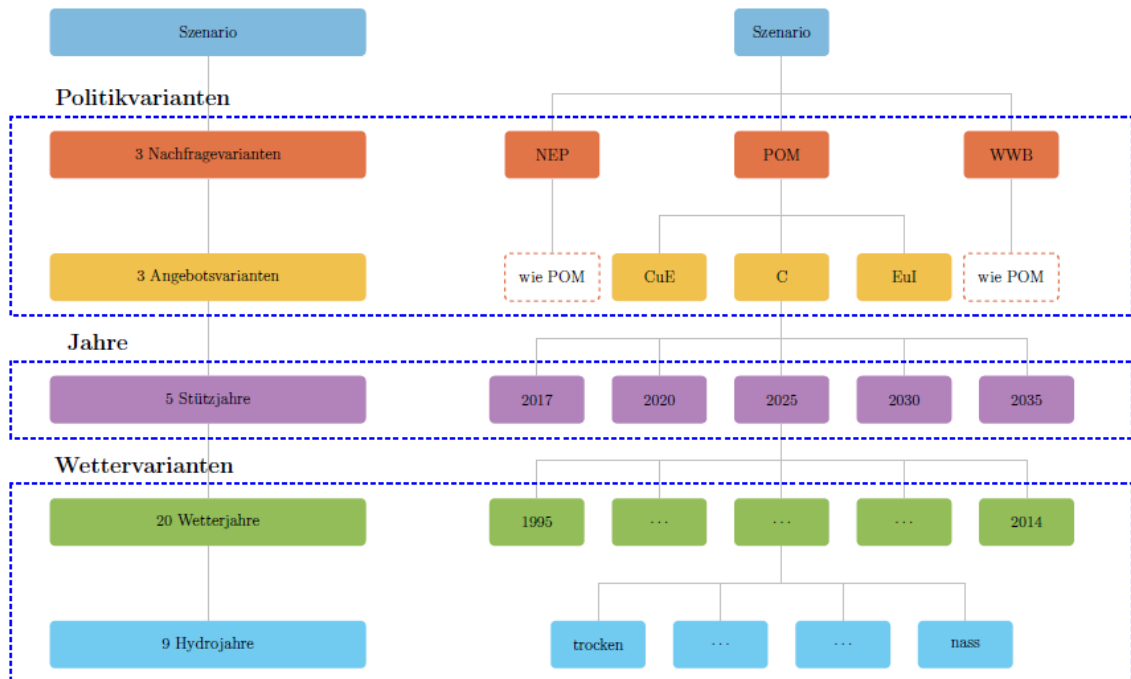 Szenario
Szenario
Politikvarianten
3 Nachfragevarianten
NEP
POM
WWB
3 Angebotsvarianten
wie POM
CuE
C
EuI
wie POM
Jahre
5 Stützjahre
2017
2020
2025
2030
2035
Wettervarianten
20 Wetterjahre
1995
...
...
...
2014
9 Hydrojahre
trocken
...
...
nass